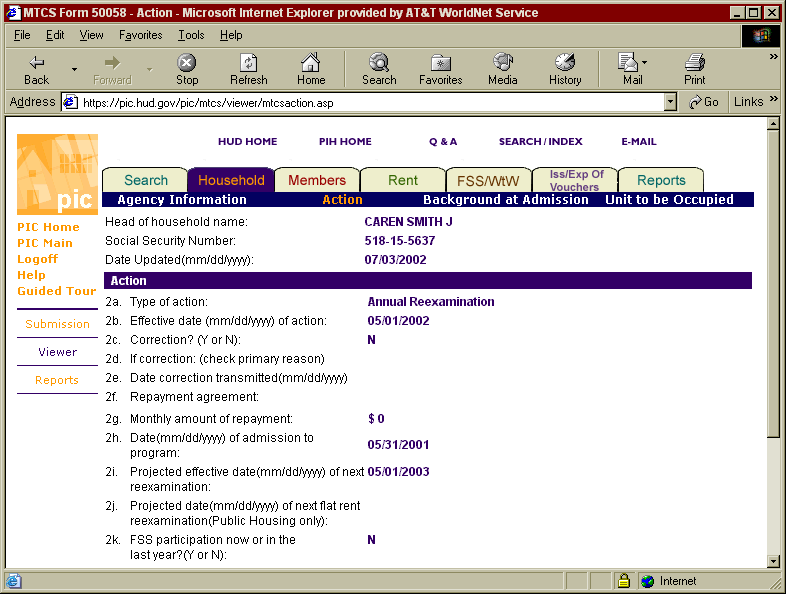 MTCS Form 50058 - Action - Microsoft Internet Explorer provided by AT&T WorldNet Service
File Edit View Favorites Tools Help
Back Forward Stop Refresh Home Search Favorites Media History Mail Print »
Address https://pic.hud.gov/pic/mtcs/viewer/mtcsaction.asp Go Links »
HUD HOME PIH HOME Q & A SEARCH / INDEX E-MAIL
pic
Search Household Members Rent FSS/WtW Iss/Exp Of Vouchers Reports
Agency Information Action Background at Admission Unit to be Occupied
PIC Home
PIC Main
Logoff
Help
Guided Tour
Submission
Viewer
Reports
Head of household name: CAREN SMITH J
Social Security Number: 518-15-5637
Date Updated(mm/dd/yyyy): 07/03/2002
Action
2a. Type of action: Annual Reexamination
2b. Effective date (mm/dd/yyyy) of action: 05/01/2002
2c. Correction? (Y or N): N
2d. If correction: (check primary reason)
2e. Date correction transmitted(mm/dd/yyyy)
2f. Repayment agreement:
2g. Monthly amount of repayment: $ 0
2h. Date(mm/dd/yyyy) of admission to
program: 05/31/2001
2i. Projected effective date(mm/dd/yyyy) of next 05/01/2003
reexamination:
2j. Projected date(mm/dd/yyyy) of next flat rent
reexamination(Public Housing only):
2k. FSS participation now or in the N
last year?(Y or N):
Internet